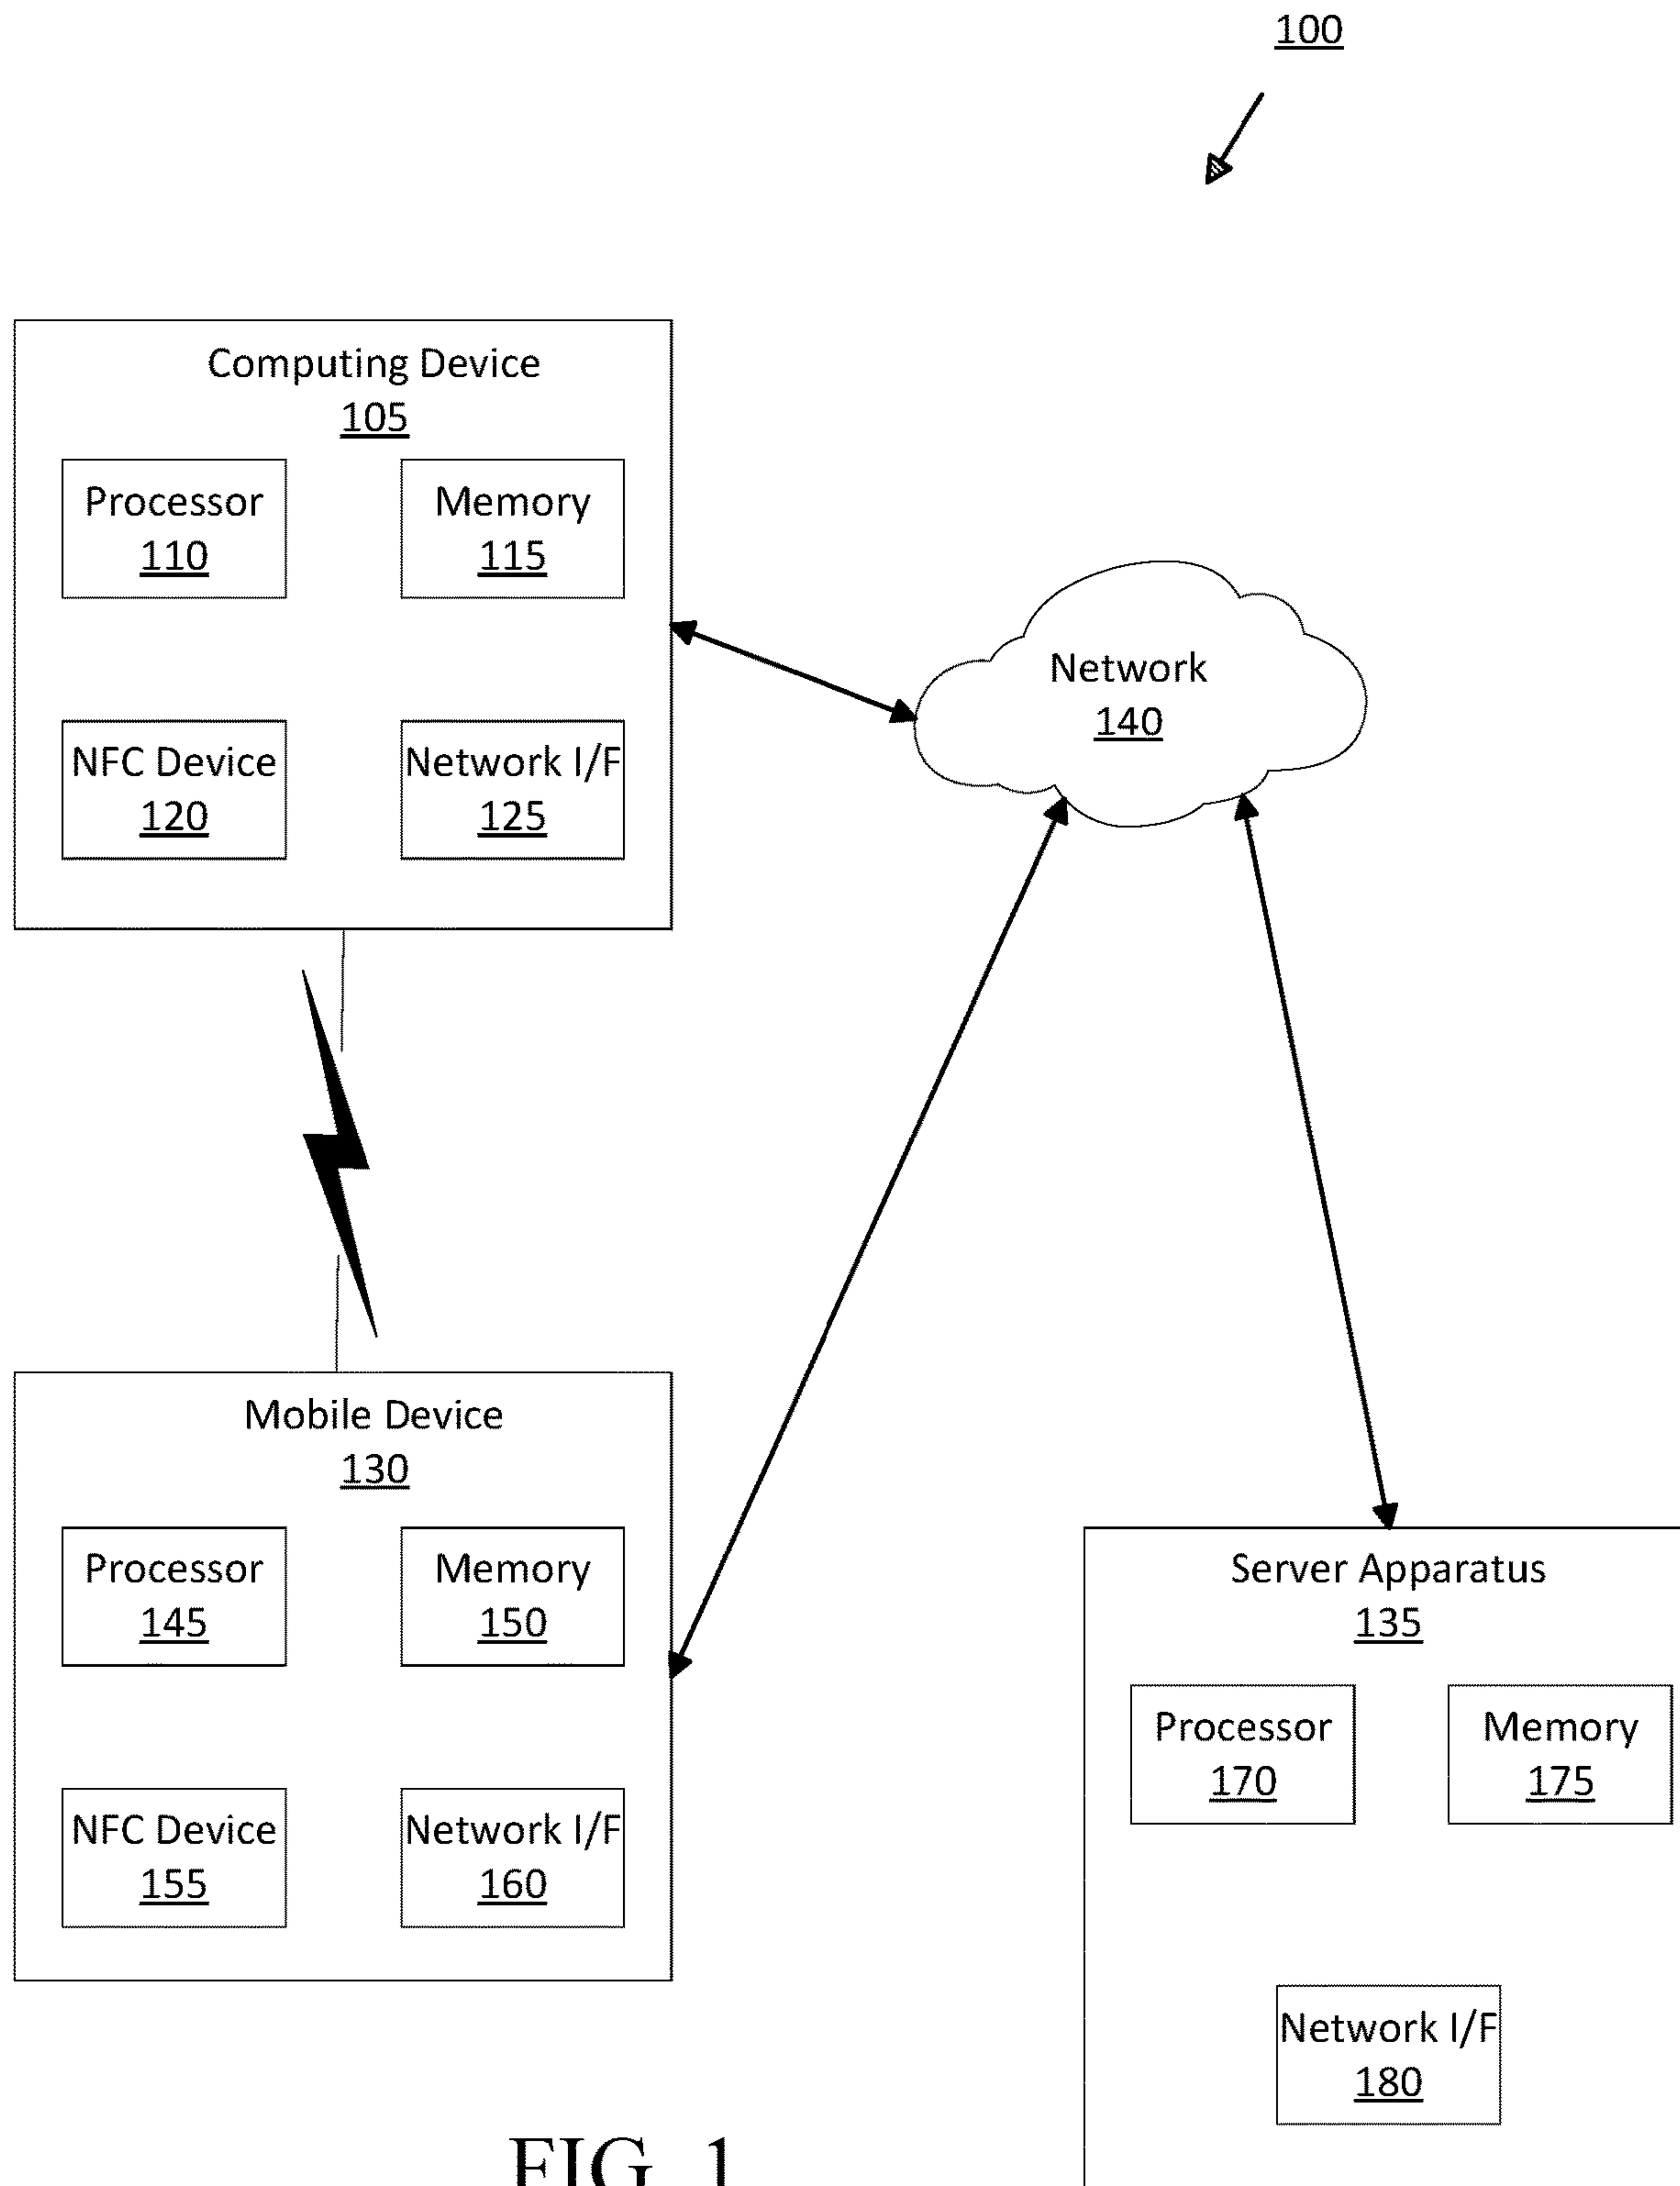 100
Computing Device
105
Processor
110
Memory
115
NFC Device
120
Network I/F
125
Network
140
Mobile Device
130
Processor
145
Memory
150
NFC Device
155
Network I/F
160
Server Apparatus
135
Processor
170
Memory
175
Network I/F
180
FIG. 1